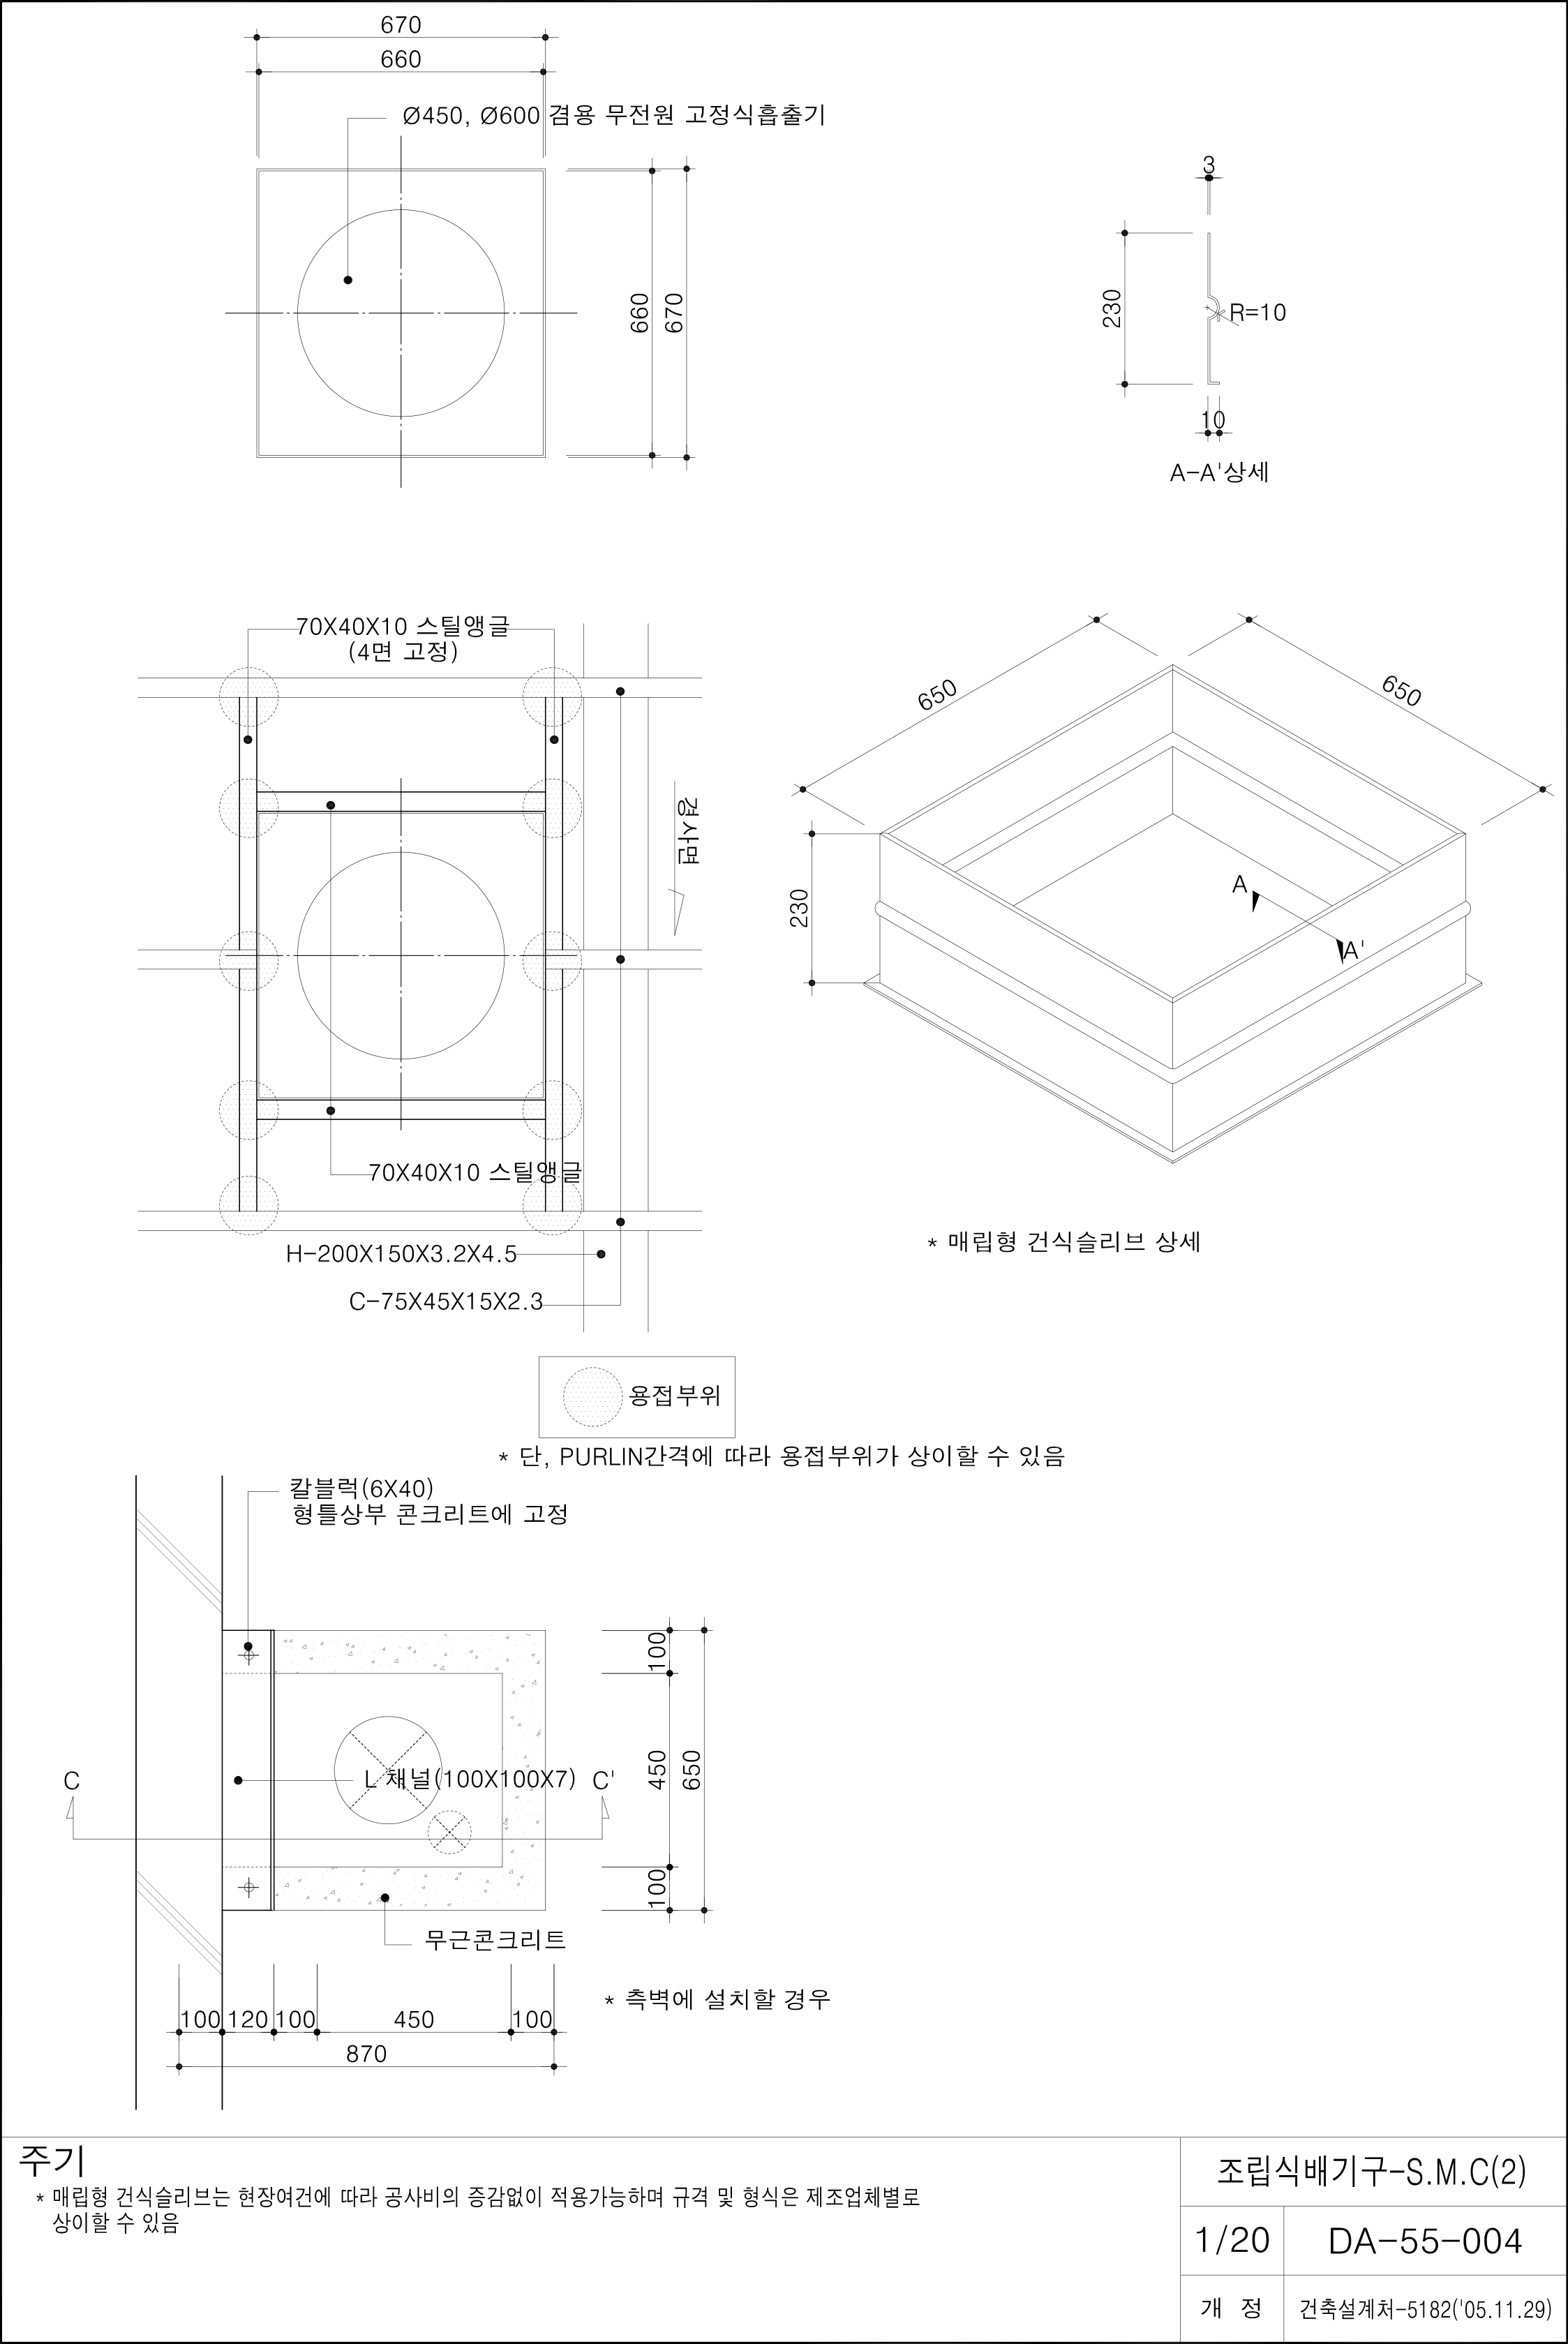 670
660
Ø450, Ø600 겸용 무전원 고정식흡출기
660
670
3
230
R=10
10
A-A'상세
70X40X10 스틸앵글
(4면 고정)
경사면
70X40X10 스틸앵글
H-200X150X3.2X4.5
C-75X45X15X2.3
650
650
230
A
A'
* 매립형 건식슬리브 상세
용접부위
* 단, PURLIN간격에 따라 용접부위가 상이할 수 있음
칼블럭(6X40)
형틀상부 콘크리트에 고정
100
450
650
100
C
L 채널(100X100X7)
C'
무근콘크리트
* 측벽에 설치할 경우
100 120 100 450 100
870
주기
* 매립형 건식슬리브는 현장여건에 따라 공사비의 증감없이 적용가능하며 규격 및 형식은 제조업체별로
상이할 수 있음
조립식배기구-S.M.C(2)
1/20 DA-55-004
개 정 건축설계처-5182('05.11.29)